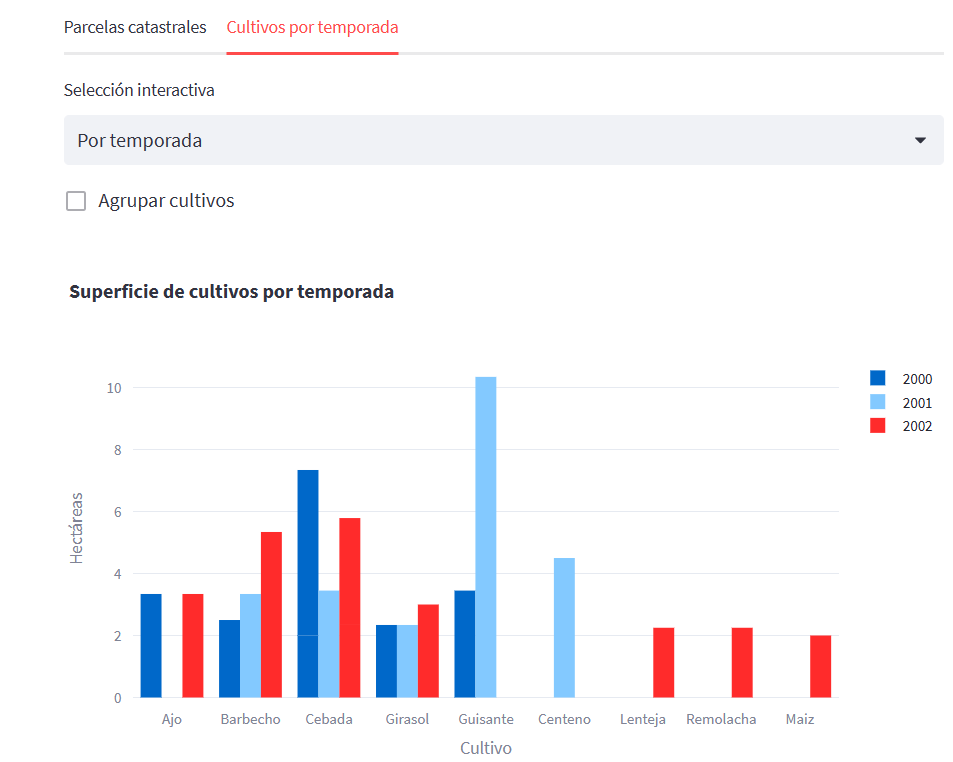 Parcelas catastrales Cultivos por temporada
Selección interactiva
Por temporada
Agrupar cultivos
Superficie de cultivos por temporada
2000
2001
2002
Hectáreas
10
8
6
4
2
0
Ajo Barbecho Cebada Girasol Guisante Centeno Lenteja Remolacha Maiz
Cultivo